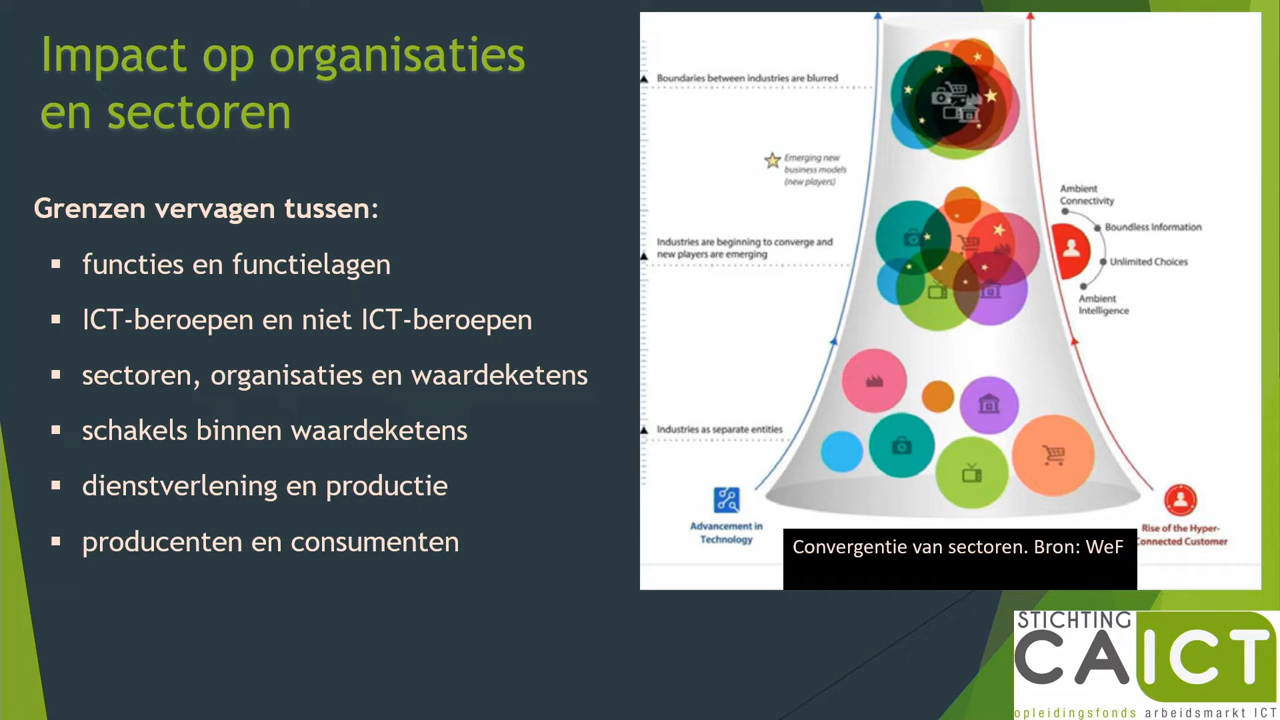 Impact op organisaties
en sectoren
Grenzen vervagen tussen:
functies en functielagen
ICT-beroepen en niet ICT-beroepen
sectoren, organisaties en waardeketens
schakels binnen waardeketens
dienstverlening en productie
producenten en consumenten
Boundaries between industries are blurred
Emerging new
business models
(new players)
Industries are beginning to converge and
new players are emerging
Industries as separate entities
Ambient
Connectivity
Boundless Information
Unlimited Choices
Ambient
Intelligence
Advancement in
Technology
Rise of the Hyper-
Connected Customer
Convergentie van sectoren. Bron: WeF
STICHTING
CAICT
opleidingsfonds arbeidsmarkt ICT